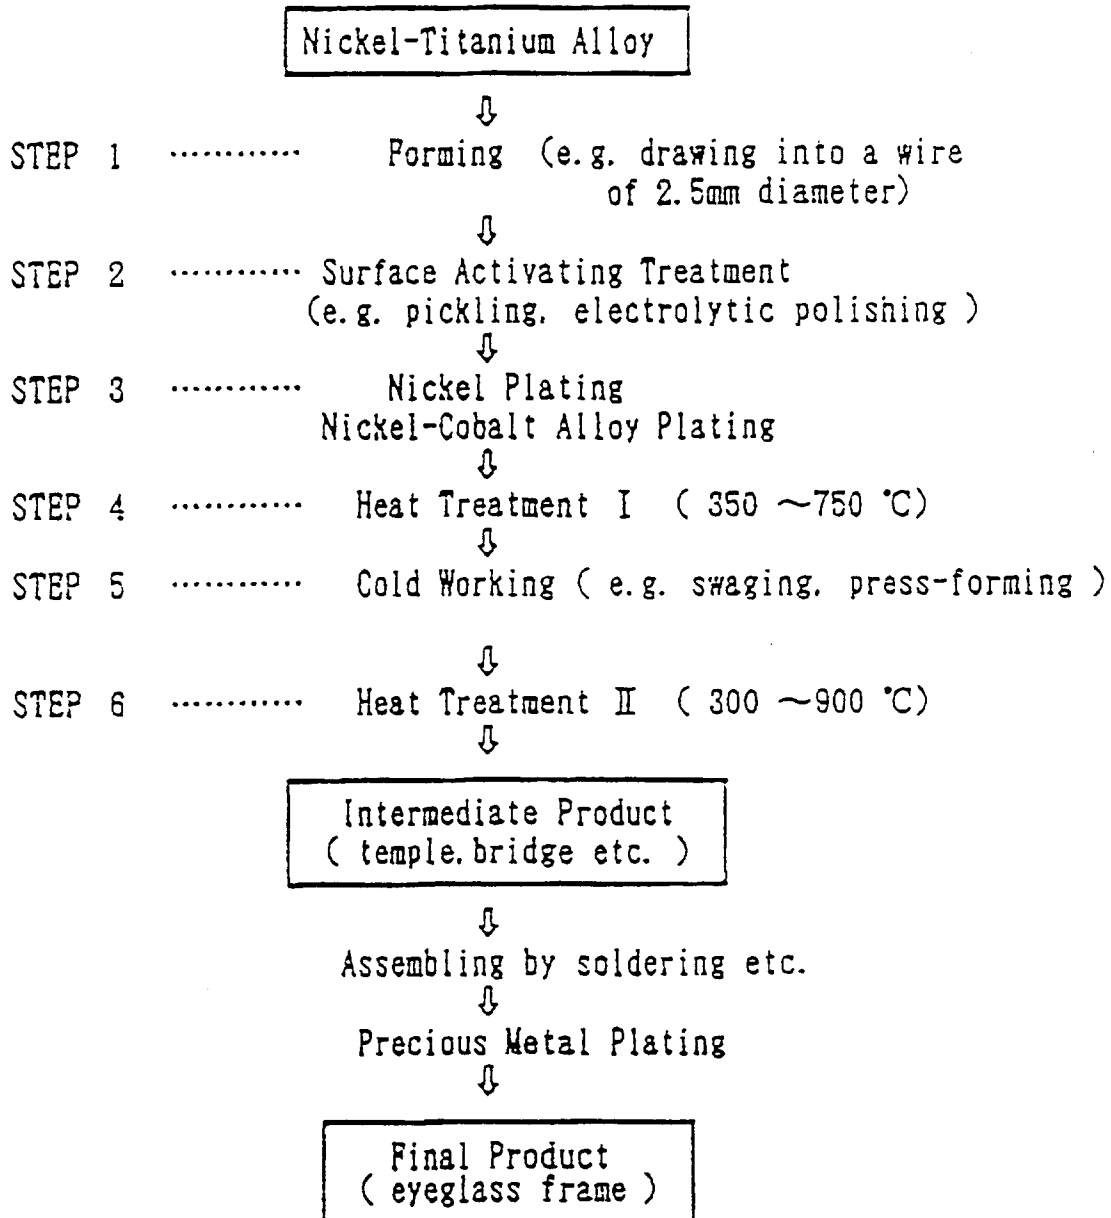 Nickel-Titanium Alloy
⇩
STEP 1 ············ Forming (e.g. drawing into a wire
of 2.5mm diameter)
⇩
STEP 2 ············ Surface Activating Treatment
(e.g. pickling, electrolytic polishing )
⇩
STEP 3 ············ Nickel Plating
Nickel-Cobalt Alloy Plating
⇩
STEP 4 ············ Heat Treatment I ( 350 ～750 ℃)
⇩
STEP 5 ············ Cold Working ( e.g. swaging, press-forming )
⇩
STEP 6 ············ Heat Treatment II ( 300 ～900 ℃)
⇩
Intermediate Product
( temple, bridge etc. )
⇩
Assembling by soldering etc.
⇩
Precious Metal Plating
⇩
Final Product
( eyeglass frame )